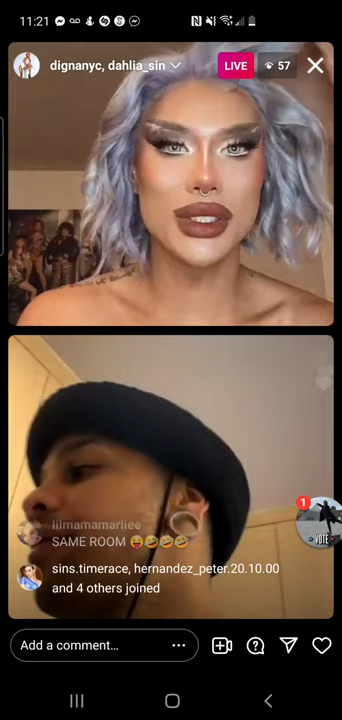 11:21
dignanyc, dahlia_sin
LIVE
57
lilmamamarliee
SAME ROOM 😝🤣🤣🤣
1
VOTE
sins.timerace, hernandez_peter.20.10.00
and 4 others joined
Add a comment...